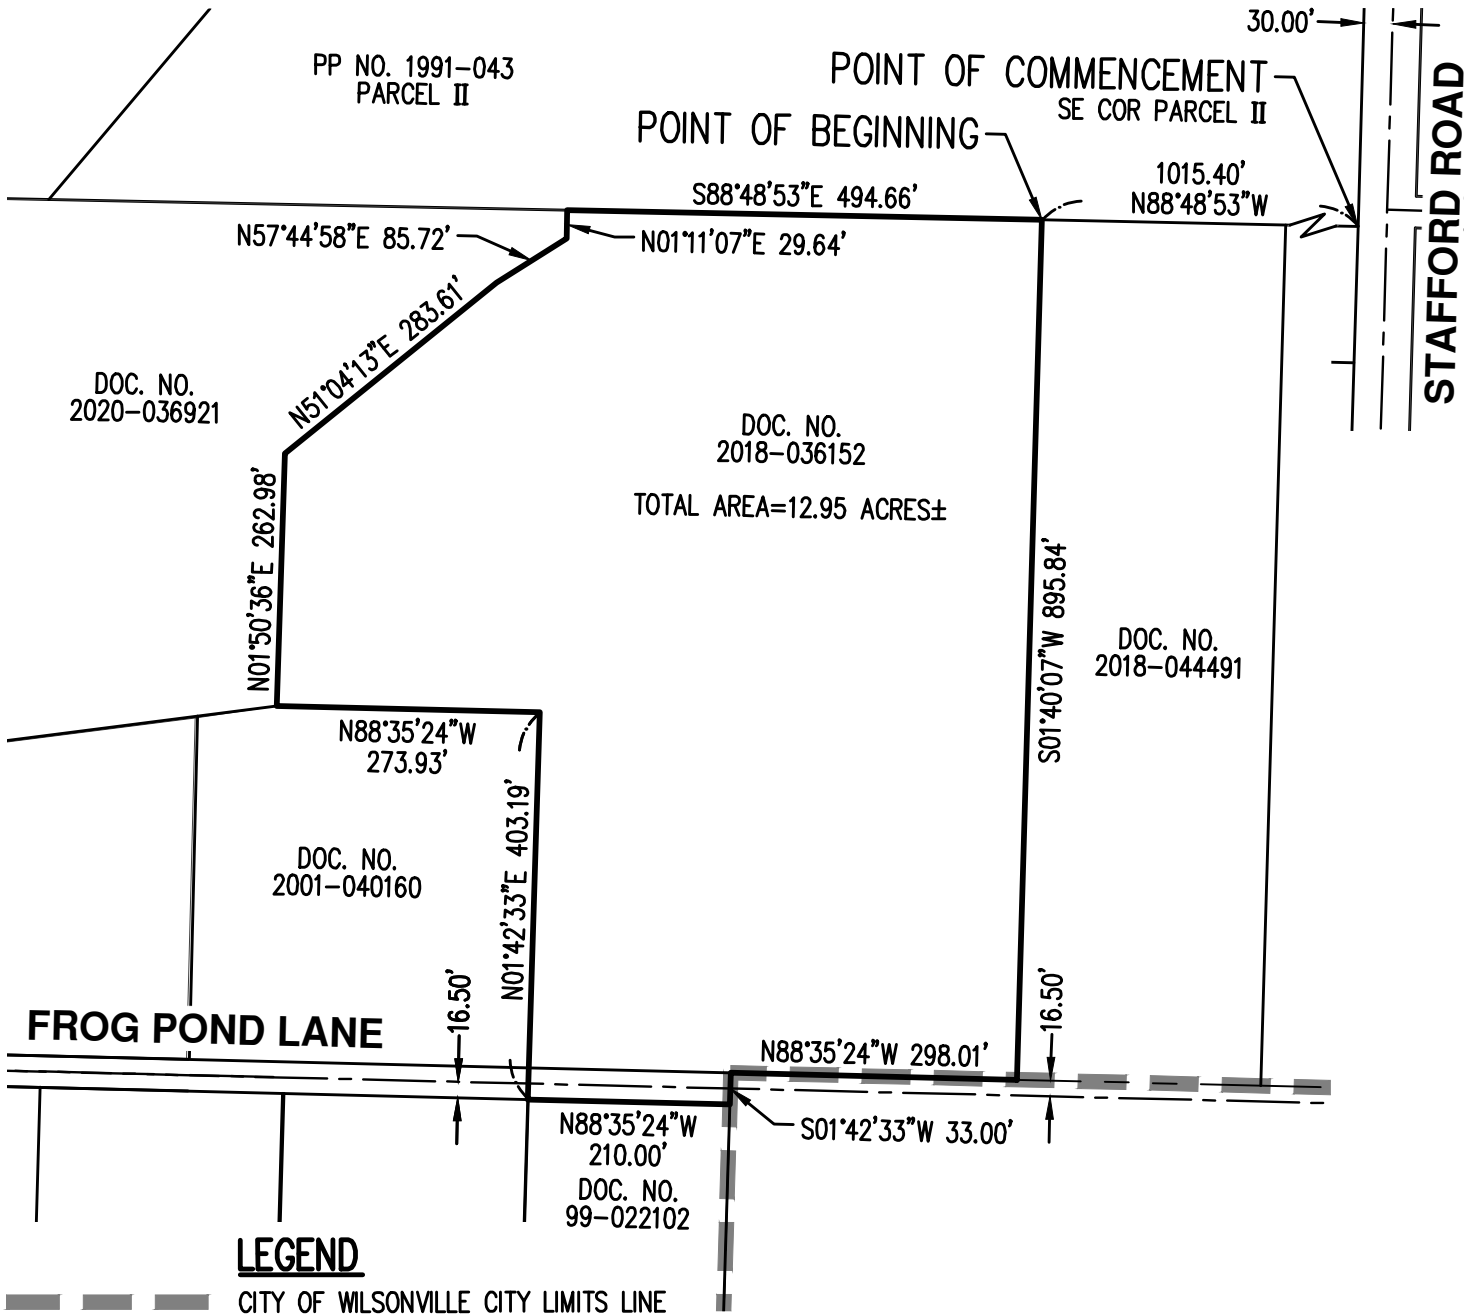 30.00'
PP NO. 1991-043
PARCEL II
POINT OF COMMENCEMENT
SE COR PARCEL II
POINT OF BEGINNING
STAFFORD ROAD
1015.40'
N88°48'53"W
S88°48'53"E 494.66'
N57°44'58"E 85.72'
N01°11'07"E 29.64'
N51°04'13"E 283.61'
DOC. NO.
2020-036921
DOC. NO.
2018-036152
TOTAL AREA=12.95 ACRES±
N01°50'36"E 262.98'
S01°40'07"W 895.84'
DOC. NO.
2018-044491
N88°35'24"W
273.93'
N01°42'33"E 403.19'
DOC. NO.
2001-040160
16.50'
16.50'
FROG POND LANE
N88°35'24"W 298.01'
N88°35'24"W
210.00'
S01°42'33"W 33.00'
DOC. NO.
99-022102
LEGEND
CITY OF WILSONVILLE CITY LIMITS LINE